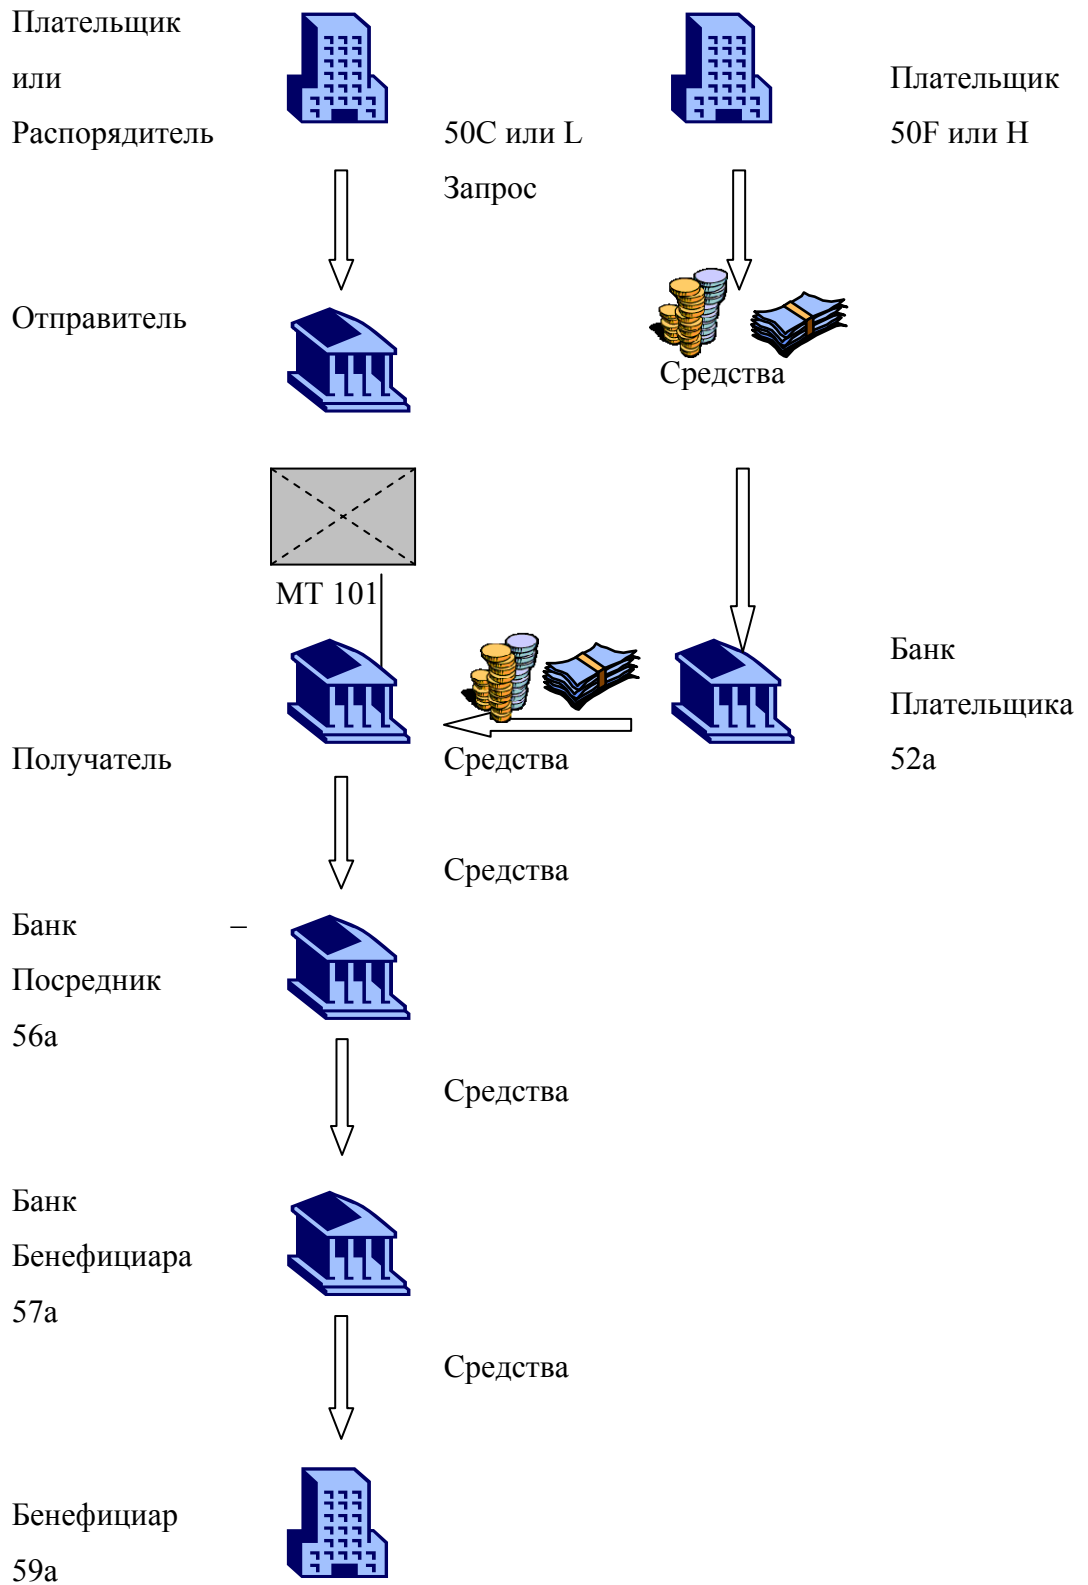 Плательщик
или
Распорядитель
50C или L
Запрос
Плательщик
50F или H
Отправитель
Средства
МТ 101
Банк
Плательщика
52a
Получатель
Средства
Средства
Банк –
Посредник
56a
Средства
Банк
Бенефициара
57a
Средства
Бенефициар
59a